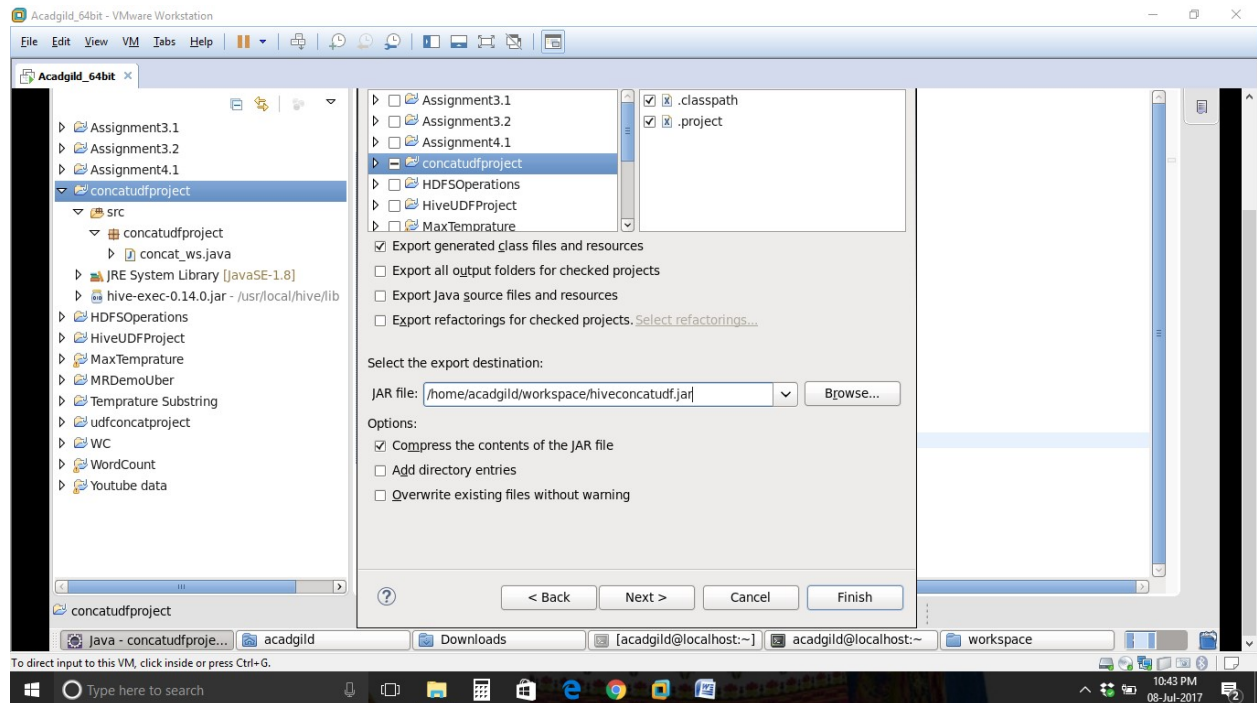 Acadgild_64bit - VMware Workstation
File Edit View VM Tabs Help
Acadgild_64bit
Assignment3.1
Assignment3.2
Assignment4.1
concatudfproject
src
concatudfproject
concat_ws.java
JRE System Library [JavaSE-1.8]
hive-exec-0.14.0.jar - /usr/local/hive/lib
HDFSOperations
HiveUDFProject
MaxTemprature
MRDemoUber
Temprature Substring
udfconcatproject
WC
WordCount
Youtube data
concatudfproject
Assignment3.1
Assignment3.2
Assignment4.1
concatudfproject
HDFSOperations
HiveUDFProject
MaxTemprature
.classpath
.project
Export generated class files and resources
Export all output folders for checked projects
Export Java source files and resources
Export refactorings for checked projects. Select refactorings...
Select the export destination:
JAR file: /home/acadgild/workspace/hiveconcatudf.jar Browse...
Options:
Compress the contents of the JAR file
Add directory entries
Overwrite existing files without warning
< Back Next > Cancel Finish
Java - concatudfproje... acadgild Downloads [acadgild@localhost:~] acadgild@localhost:~ workspace
To direct input to this VM, click inside or press Ctrl+G.
Type here to search
10:43 PM
08-Jul-2017